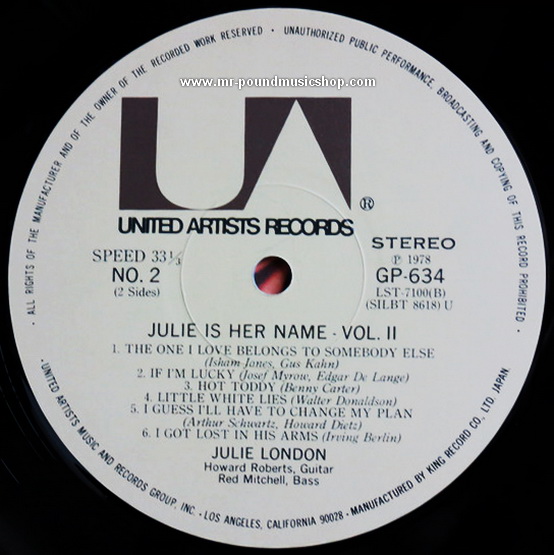 · ALL RIGHTS OF THE MANUFACTURER AND OF THE OWNER OF THE RECORDED WORK RESERVED · UNAUTHORIZED PUBLIC PERFORMANCE, BROADCASTING AND COPYING OF THIS RECORD PROHIBITED ·
www.mr-poundmusicshop.com
UA ®
UNITED ARTISTS RECORDS
SPEED 33⅓
NO. 2
(2 Sides)
STEREO
Ⓟ 1978
GP-634
LST-7100(B)
(SILBT 8618) U
JULIE IS HER NAME - VOL. II
1. THE ONE I LOVE BELONGS TO SOMEBODY ELSE
(Isham Jones, Gus Kahn)
2. IF I'M LUCKY (Josef Myrow, Edgar De Lange)
3. HOT TODDY (Benny Carter)
4. LITTLE WHITE LIES (Walter Donaldson)
5. I GUESS I'LL HAVE TO CHANGE MY PLAN
(Arthur Schwartz, Howard Dietz)
6. I GOT LOST IN HIS ARMS (Irving Berlin)
JULIE LONDON
Howard Roberts, Guitar
Red Mitchell, Bass
· UNITED ARTISTS MUSIC AND RECORDS GROUP, INC. · LOS ANGELES, CALIFORNIA 90028 · MANUFACTURED BY KING RECORD CO. LTD. JAPAN.